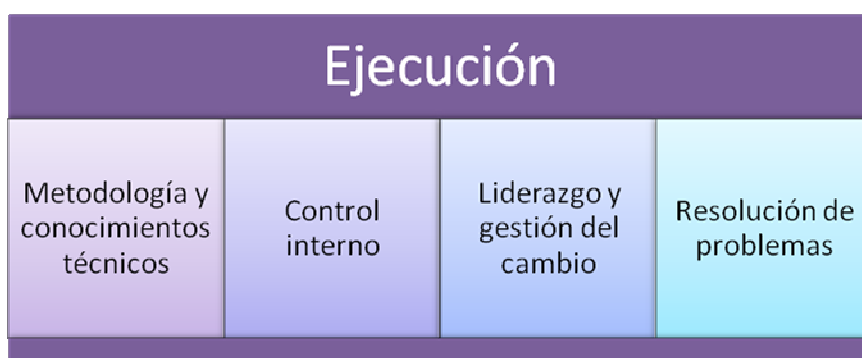 Ejecución
Metodología y
conocimientos
técnicos
Control
interno
Liderazgo y
gestión del
cambio
Resolución de
problemas